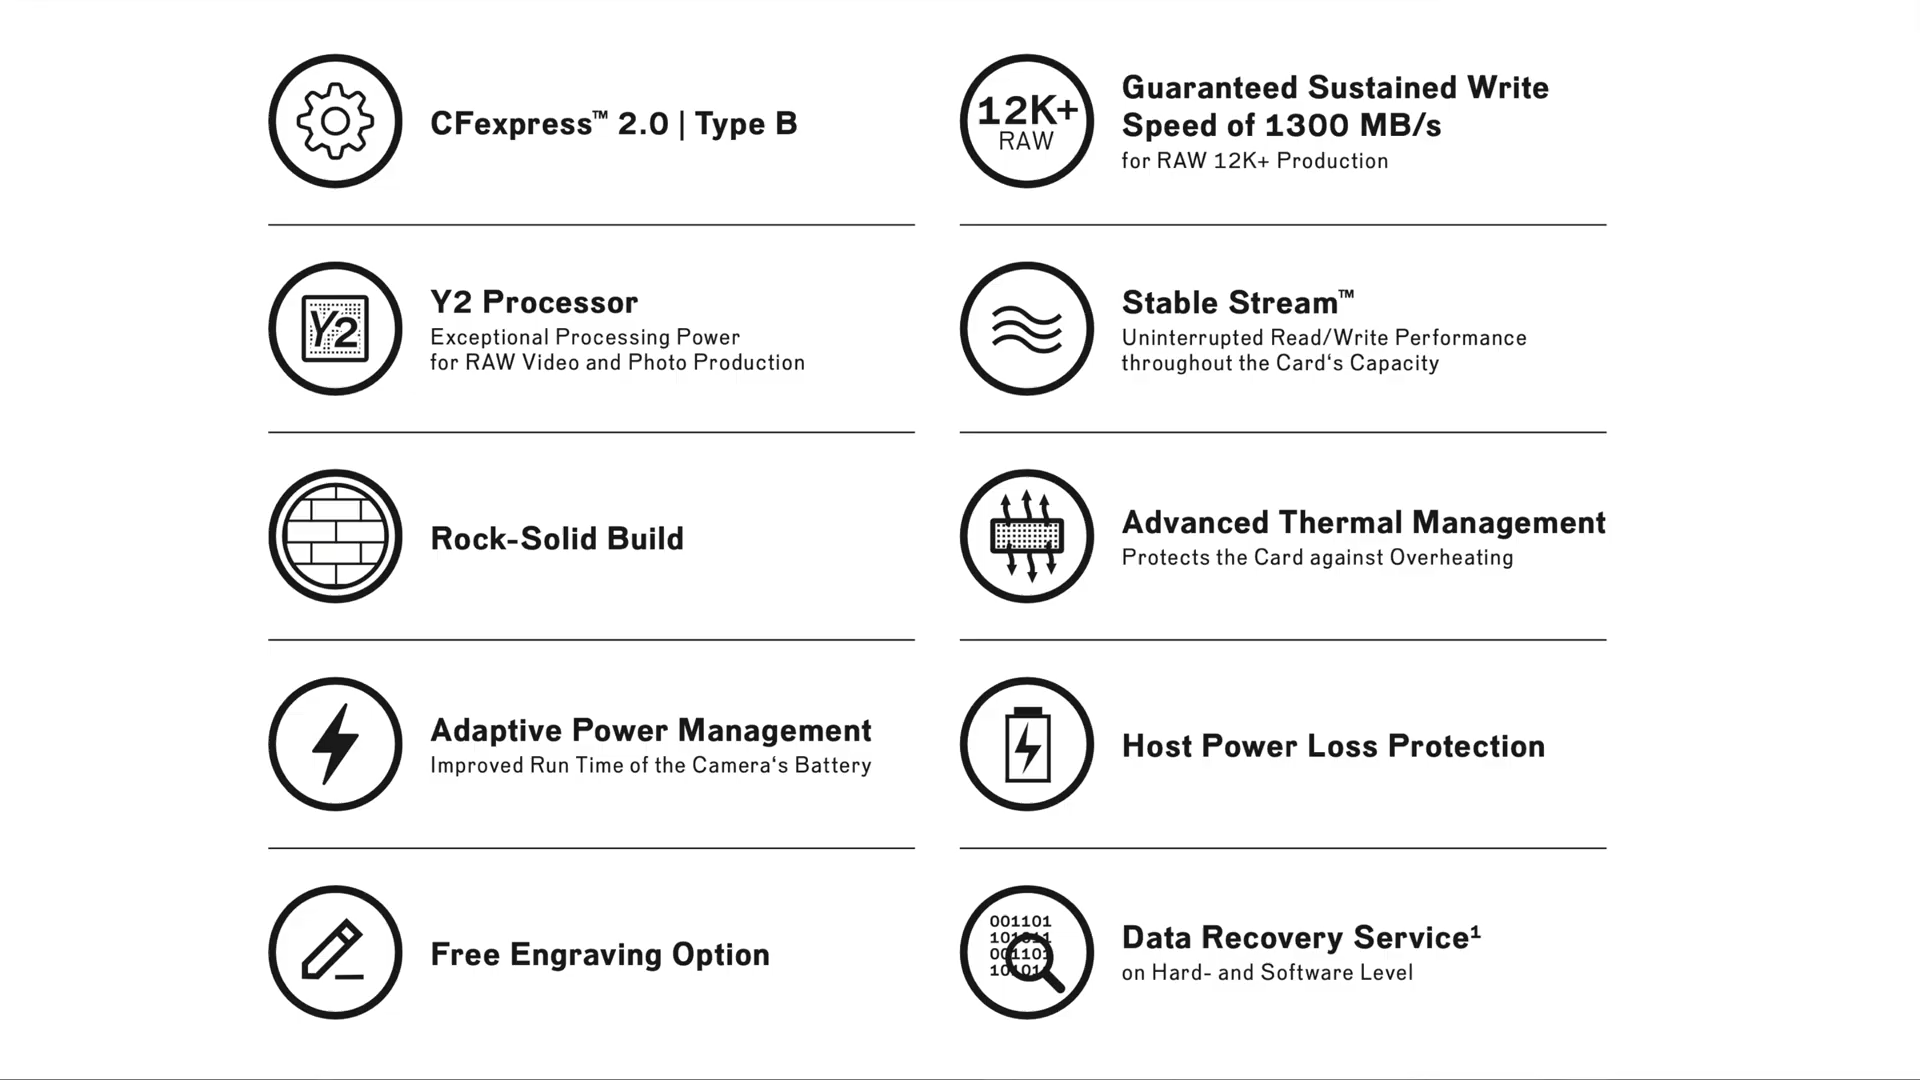 CFexpress™ 2.0 | Type B
12K+
RAW
Guaranteed Sustained Write
Speed of 1300 MB/s
for RAW 12K+ Production
Y2
Y2 Processor
Exceptional Processing Power
for RAW Video and Photo Production
Stable Stream™
Uninterrupted Read/Write Performance
throughout the Card‘s Capacity
Rock-Solid Build
Advanced Thermal Management
Protects the Card against Overheating
Adaptive Power Management
Improved Run Time of the Camera‘s Battery
Host Power Loss Protection
Free Engraving Option
001101
Data Recovery Service¹
on Hard- and Software Level